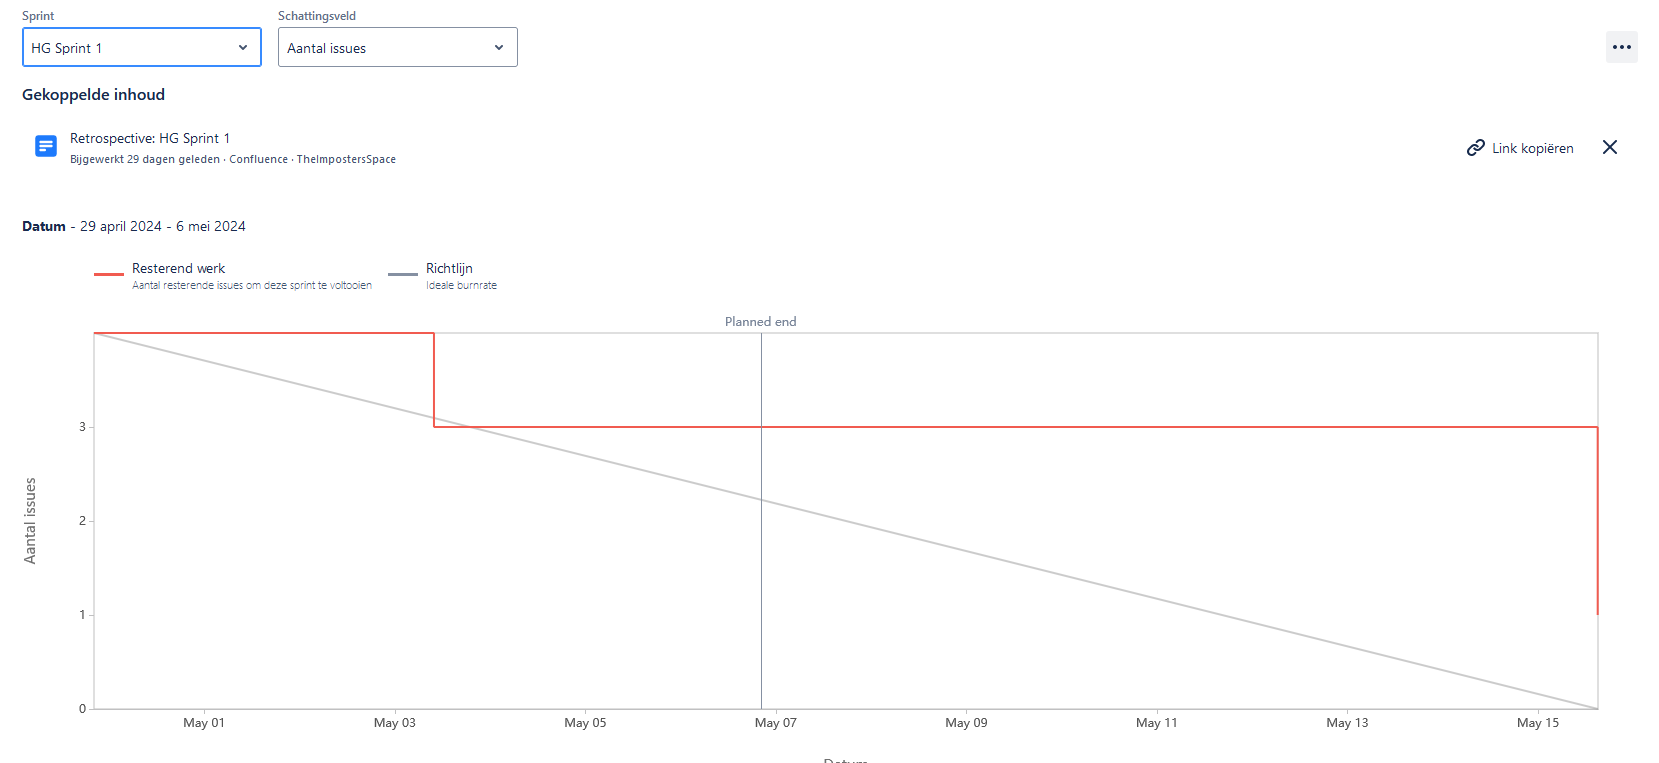 Sprint
Schattingsveld
HG Sprint 1
Aantal issues
Gekoppelde inhoud
Retrospective: HG Sprint 1
Bijgewerkt 29 dagen geleden · Confluence · TheImpostersSpace
Link kopiëren
Datum - 29 april 2024 - 6 mei 2024
Resterend werk
Aantal resterende issues om deze sprint te voltooien
Richtlijn
Ideale burnrate
Planned end
3
2
1
0
Aantal issues
May 01
May 03
May 05
May 07
May 09
May 11
May 13
May 15
Datum